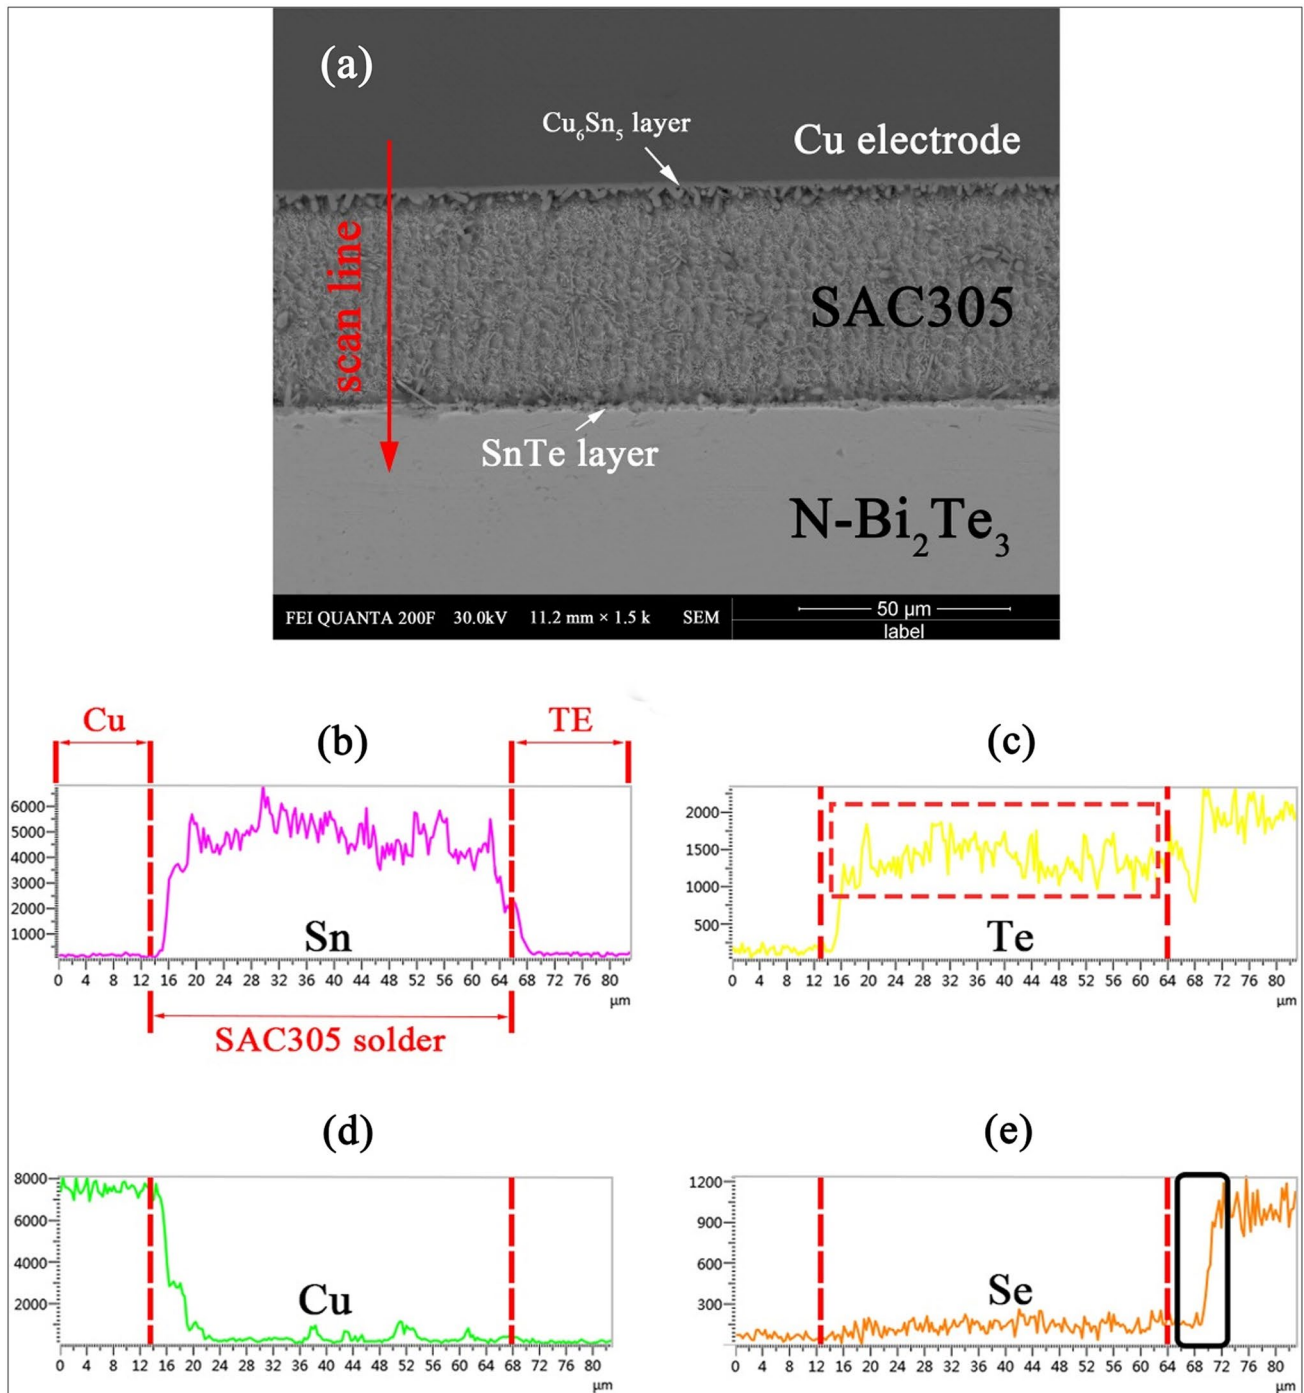 (a)
Cu₆Sn₅ layer
Cu electrode
scan line
SAC305
SnTe layer
N-Bi₂Te₃
FEI QUANTA 200F 30.0kV 11.2 mm × 1.5 k SEM 50 μm
label
Cu (b) TE
6000
5000
4000
3000
2000
1000
Sn
0 4 8 12 16 20 24 28 32 36 40 44 48 52 56 60 64 68 72 76 80
μm
SAC305 solder
(c)
2000
1500
1000
500
Te
0 4 8 12 16 20 24 28 32 36 40 44 48 52 56 60 64 68 72 76 80
μm
(d)
8000
6000
4000
2000
Cu
0 4 8 12 16 20 24 28 32 36 40 44 48 52 56 60 64 68 72 76 80
μm
(e)
1200
900
600
300
Se
0 4 8 12 16 20 24 28 32 36 40 44 48 52 56 60 64 68 72 76 80
μm